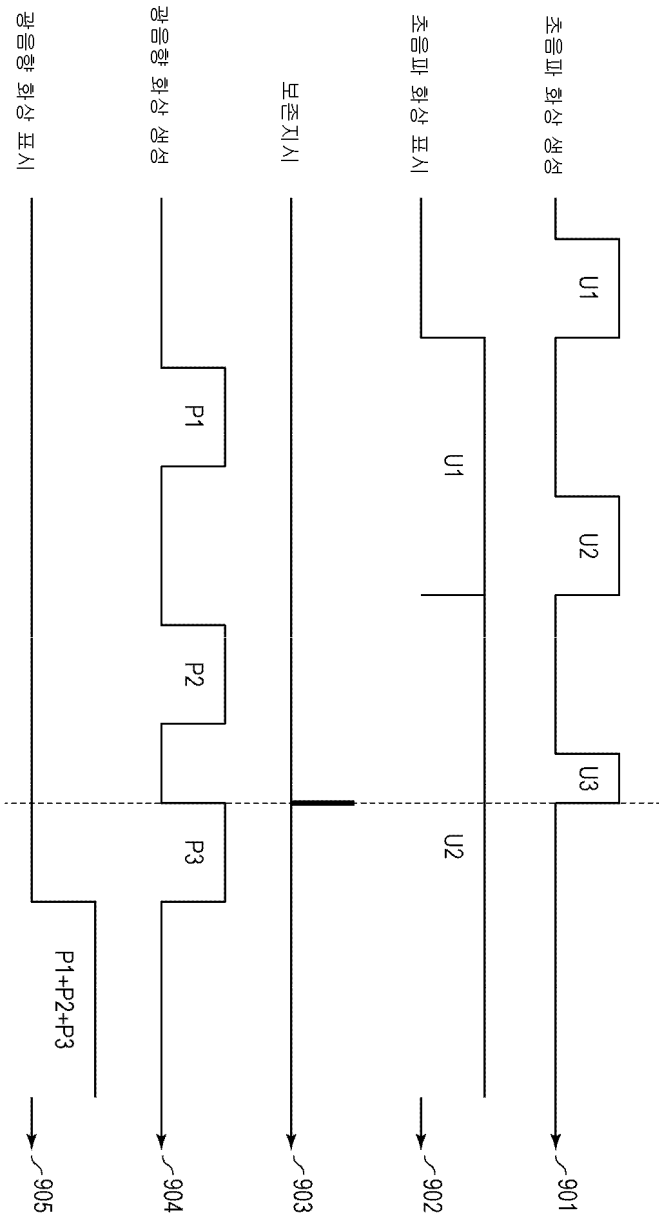 초음파 화상 생성
U1
U2
U3
901
초음파 화상 표시
U1
U2
902
보존지시
903
광음향 화상 생성
P1
P2
P3
904
광음향 화상 표시
P1+P2+P3
905